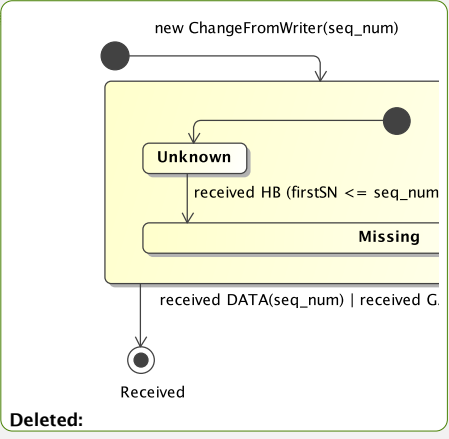 new ChangeFromWriter(seq_num)
Unknown
received HB (firstSN <= seq_num
Missing
received DATA(seq_num) | received G
Received
Deleted: